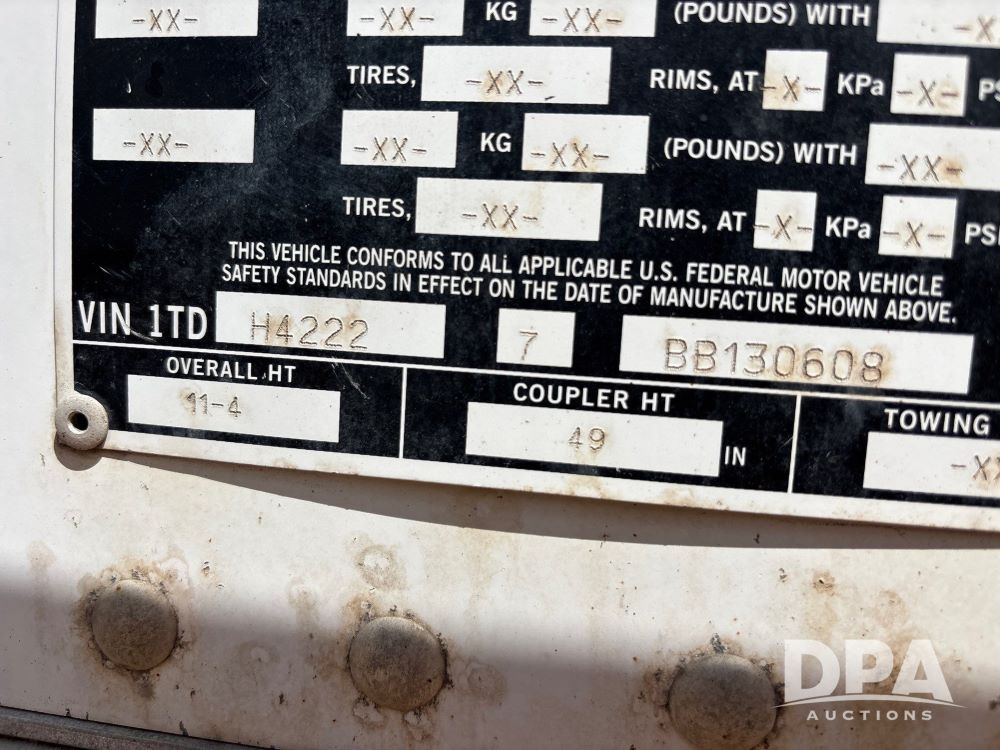 -XX- -XX- KG -XX- (POUNDS) WITH
TIRES, -XX- RIMS, AT -X- KPa -X-
-XX- -XX- KG -XX- (POUNDS) WITH -XX-
TIRES, -XX- RIMS, AT -X- KPa -X- PSI
THIS VEHICLE CONFORMS TO ALL APPLICABLE U.S. FEDERAL MOTOR VEHICLE
SAFETY STANDARDS IN EFFECT ON THE DATE OF MANUFACTURE SHOWN ABOVE.
VIN 1TD H4222 7 BB130608
OVERALL HT COUPLER HT TOWING
11-4 49 IN
DPA
AUCTIONS